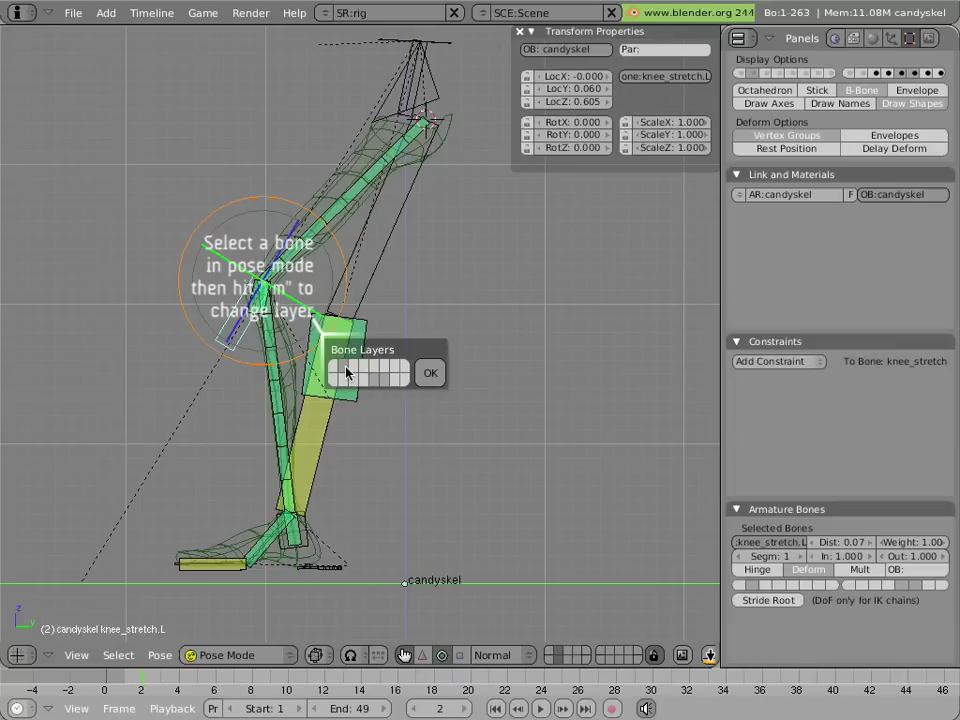 File Add Timeline Game Render Help SR:rig SCE:Scene www.blender.org 244 Bo:1-263 | Mem:11.08M candyskel
Transform Properties
OB: candyskel Par:
LocX: -0.000 one:knee_stretch.L
LocY: 0.060
LocZ: 0.605
RotX: 0.000 ScaleX: 1.000
RotY: 0.000 ScaleY: 1.000
RotZ: 0.000 ScaleZ: 1.000
Panels
Display Options
Octahedron Stick B-Bone Envelope
Draw Axes Draw Names Draw Shapes
Deform Options
Vertex Groups Envelopes
Rest Position Delay Deform
Link and Materials
AR:candyskel F OB:candyskel
Select a bone
in pose mode
then hit "m" to
change layer
Bone Layers
OK
Constraints
Add Constraint To Bone: knee_stretch
Armature Bones
Selected Bones
:knee_stretch.L Dist: 0.07 Weight: 1.00
Segm: 1 In: 1.000 Out: 1.000
Hinge Deform Mult OB:
Stride Root (DoF only for IK chains)
candyskel
z
y
(2) candyskel knee_stretch.L
View Select Pose Pose Mode Normal
-4 -2 0 2 4 6 8 10 12 14 16 18 20 22 24 26 28 30 32 34 36 38 40 42 44 46
View Frame Playback Pr Start: 1 End: 49 2